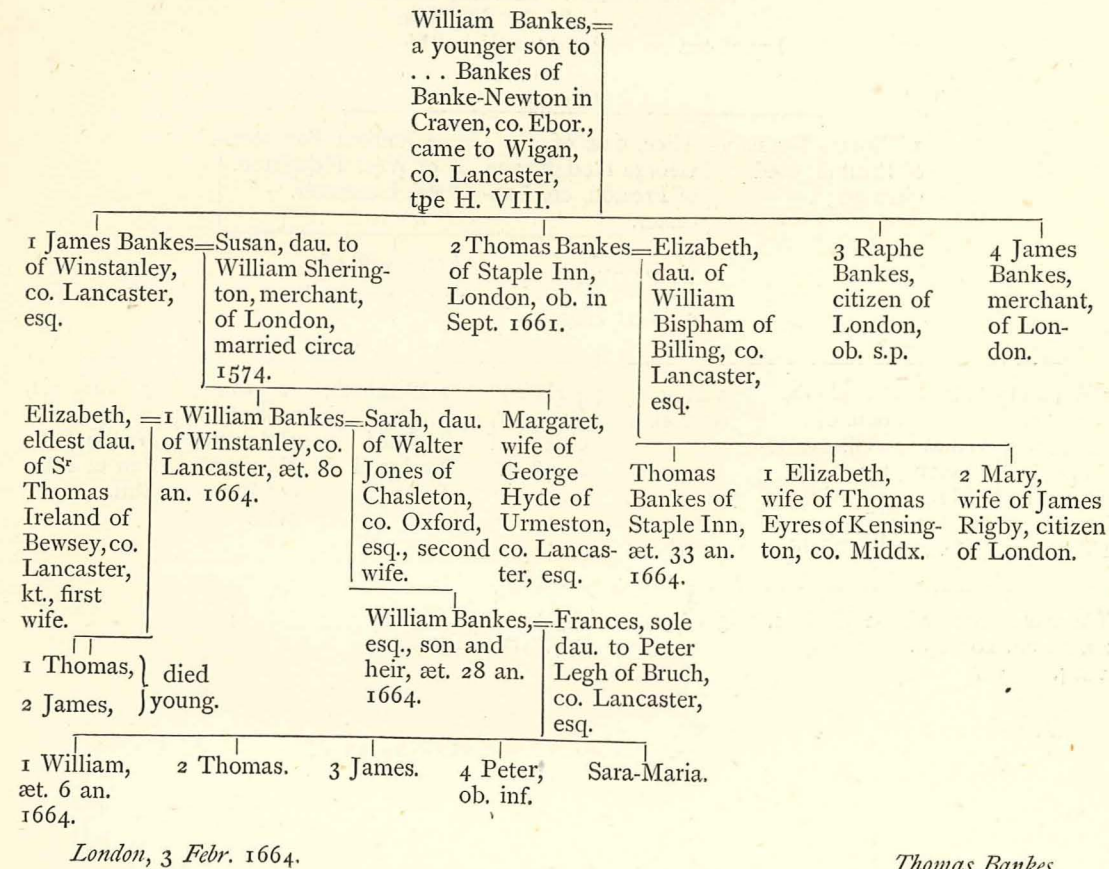 William Bankes,=
a younger son to
. . . Bankes of
Banke-Newton in
Craven, co. Ebor.,
came to Wigan,
co. Lancaster,
tpe H. VIII.
1 James Bankes=
of Winstanley,
co. Lancaster,
esq.
Susan, dau. to
William Shering-
ton, merchant,
of London,
married circa
1574.
2 Thomas Bankes=
of Staple Inn,
London, ob. in
Sept. 1661.
Elizabeth,
dau. of
William
Bispham of
Billing, co.
Lancaster,
esq.
3 Raphe
Bankes,
citizen of
London,
ob. s.p.
4 James
Bankes,
merchant,
of Lon-
don.
Elizabeth, =
eldest dau.
of Sʳ
Thomas
Ireland of
Bewsey, co.
Lancaster,
kt., first
wife.
1 William Bankes=
of Winstanley, co.
Lancaster, æt. 80
an. 1664.
Sarah, dau.
of Walter
Jones of
Chasleton,
co. Oxford,
esq., second
wife.
Margaret,
wife of
George
Hyde of
Urmeston,
co. Lancas-
ter, esq.
Thomas
Bankes of
Staple Inn,
æt. 33 an.
1664.
1 Elizabeth,
wife of Thomas
Eyres of Kensing-
ton, co. Middx.
2 Mary,
wife of James
Rigby, citizen
of London.
1 Thomas,
2 James,
} died
young.
William Bankes,=
esq., son and
heir, æt. 28 an.
1664.
Frances, sole
dau. to Peter
Legh of Bruch,
co. Lancaster,
esq.
1 William,
æt. 6 an.
1664.
2 Thomas.
3 James.
4 Peter,
ob. inf.
Sara-Maria.
London, 3 Febr. 1664.
Thomas Bankes